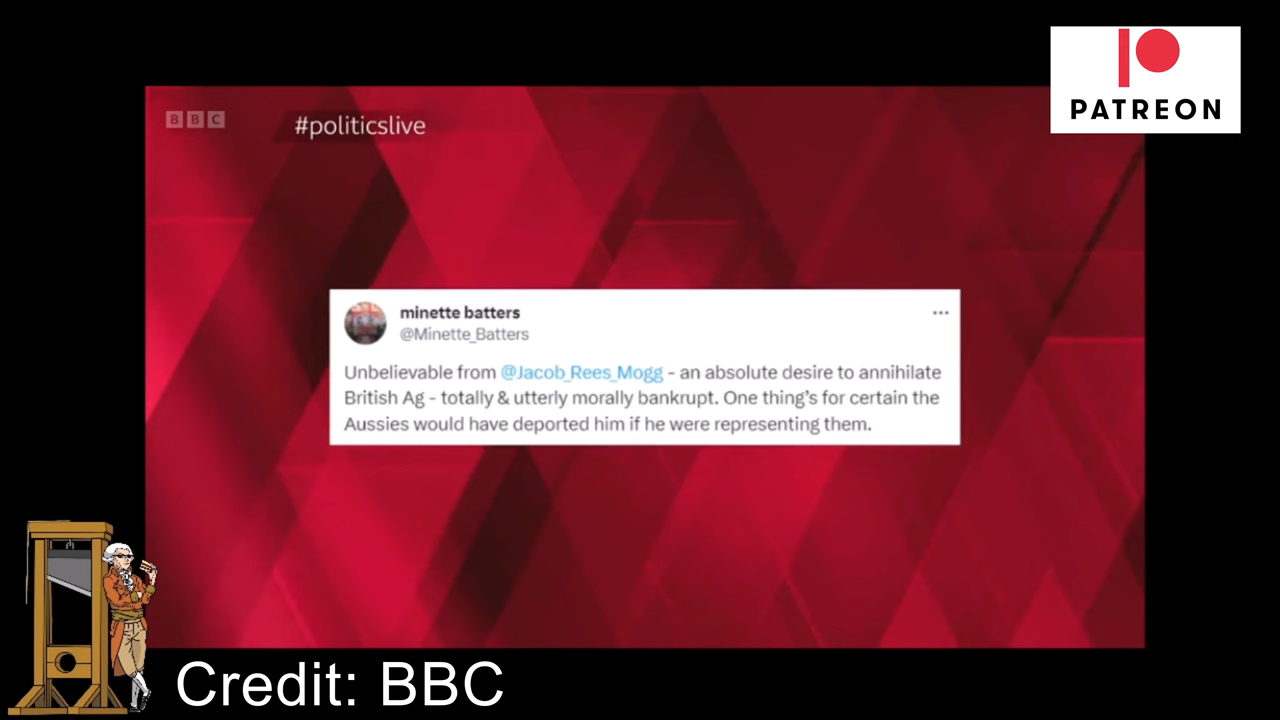 PATREON
BBC
#politicslive
minette batters
@Minette_Batters
Unbelievable from @Jacob_Rees_Mogg - an absolute desire to annihilate
British Ag - totally & utterly morally bankrupt. One thing's for certain the
Aussies would have deported him if he were representing them.
Credit: BBC